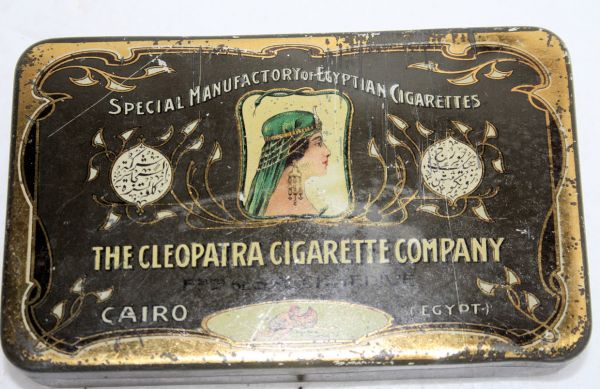 SPECIAL MANUFACTORY OF EGYPTIAN CIGARETTES
THE CLEOPATRA CIGARETTE COMPANY
CAIRO
(EGYPT)